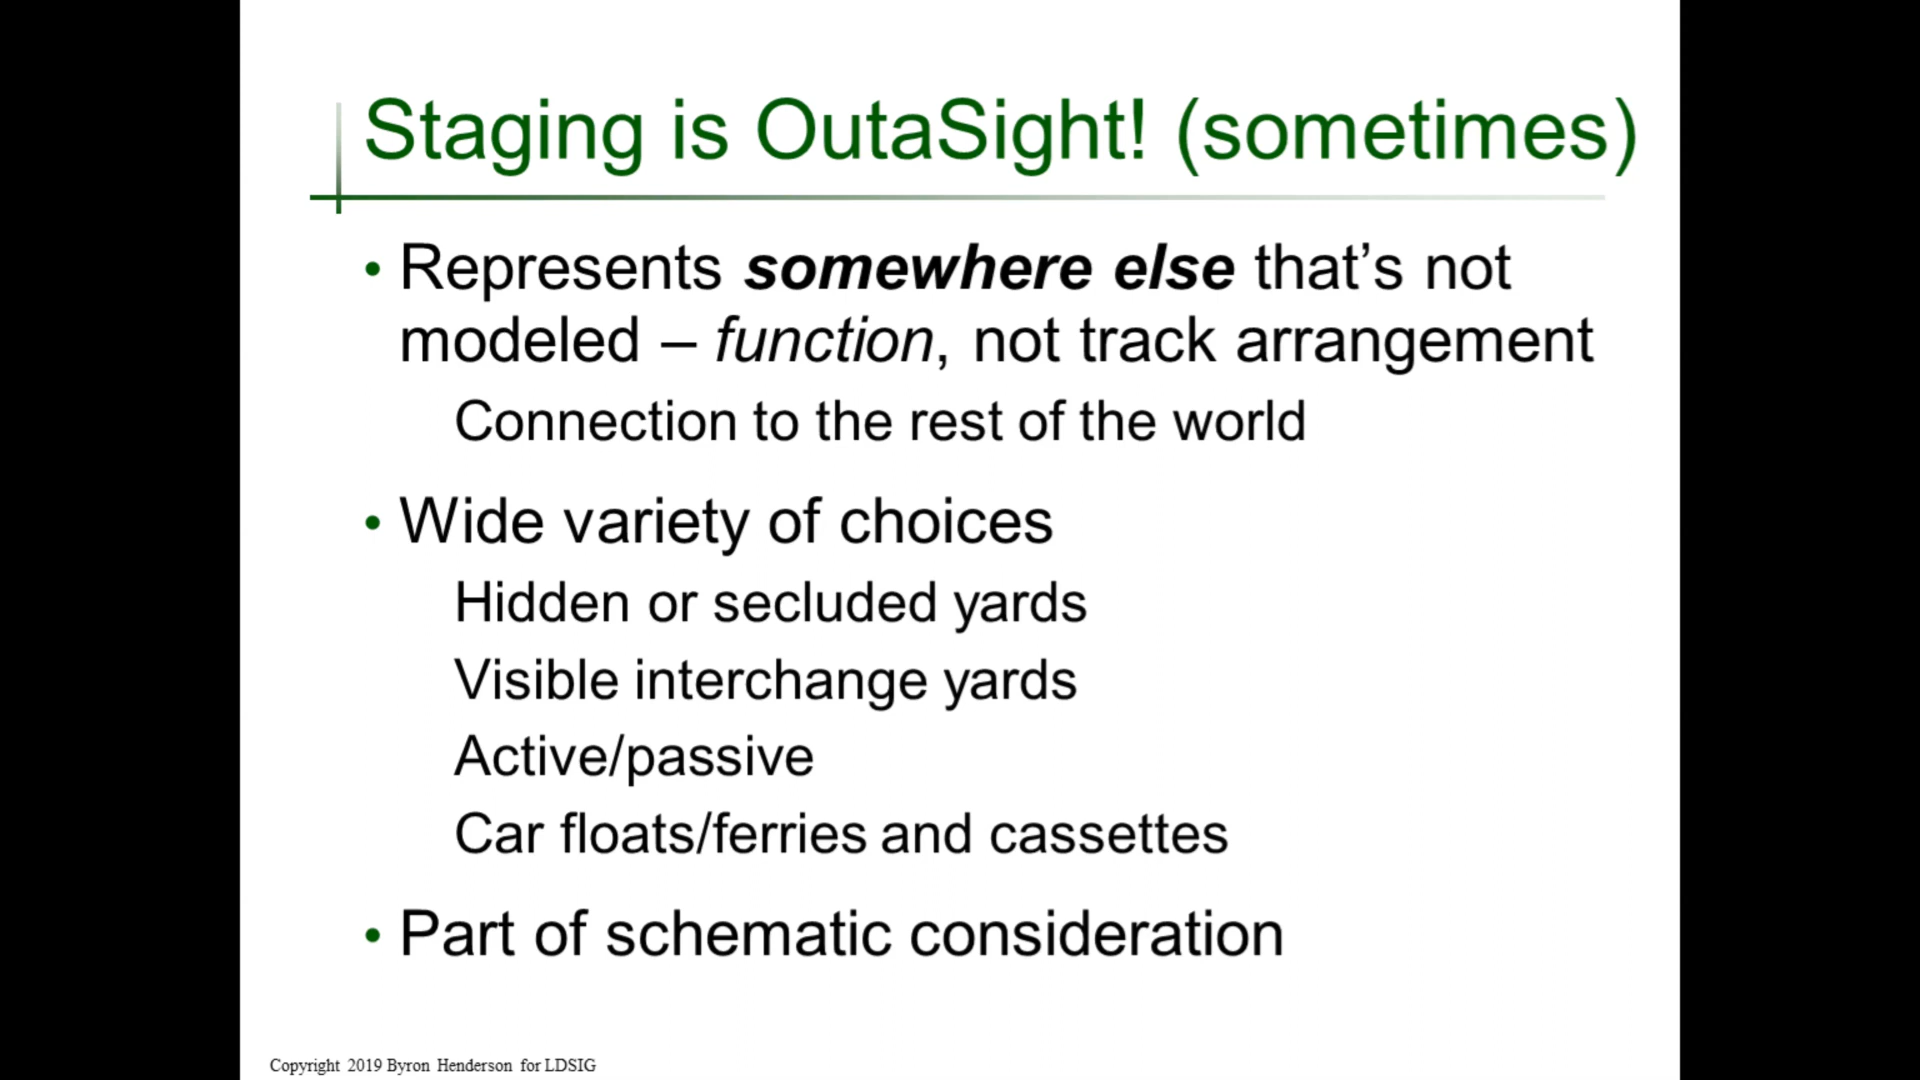 Staging is OutaSight! (sometimes)
• Represents somewhere else that’s not
modeled – function, not track arrangement
Connection to the rest of the world
• Wide variety of choices
Hidden or secluded yards
Visible interchange yards
Active/passive
Car floats/ferries and cassettes
• Part of schematic consideration
Copyright 2019 Byron Henderson for LDSIG